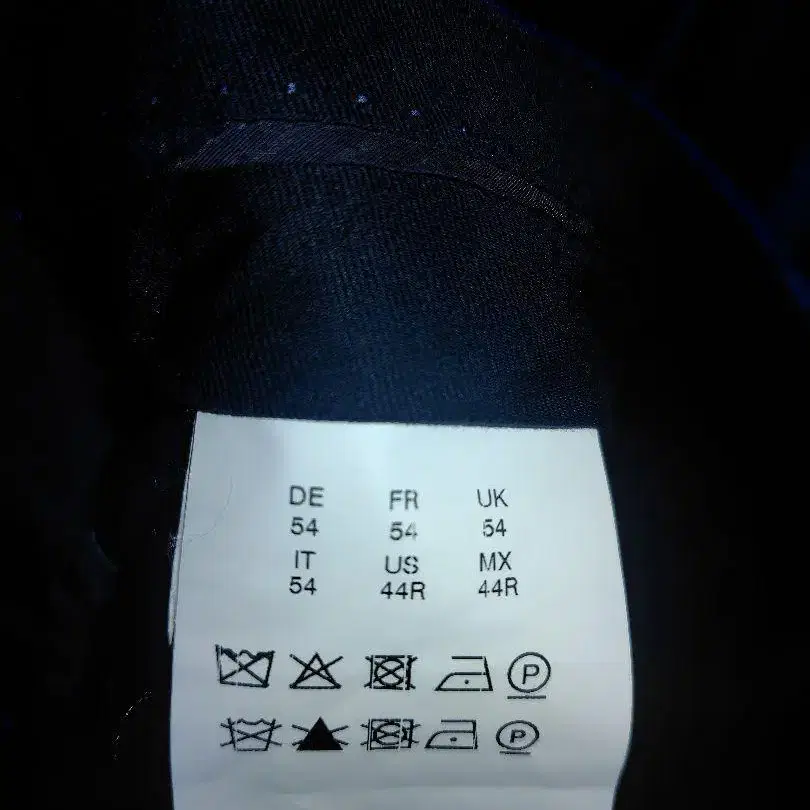 DE FR UK
54 54 54
IT US MX
54 44R 44R
P
P